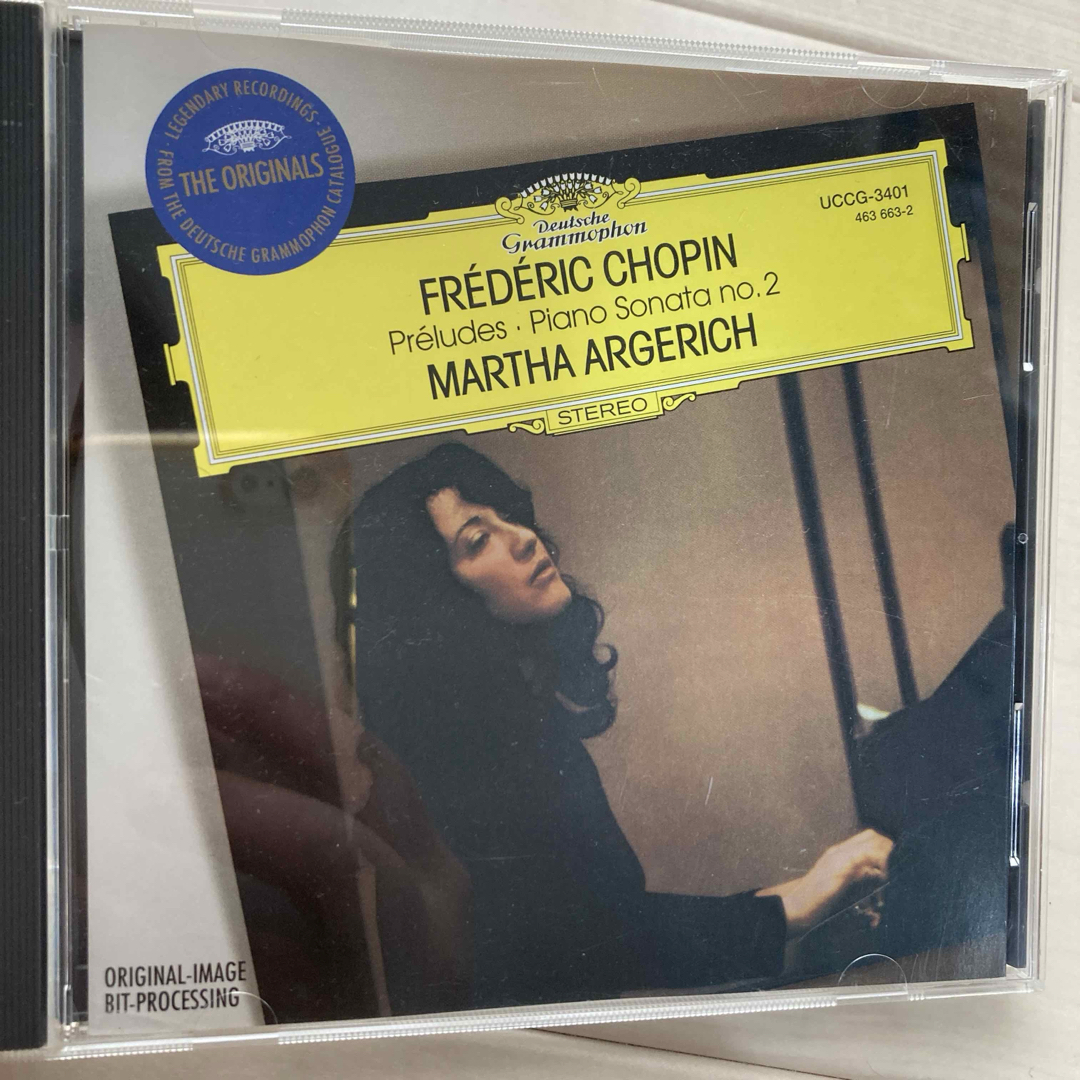 LEGENDARY RECORDINGS · FROM THE DEUTSCHE GRAMMOPHON CATALOGUE ·
THE ORIGINALS
Deutsche
Grammophon
UCCG-3401
463 663-2
FRÉDÉRIC CHOPIN
Préludes · Piano Sonata no. 2
MARTHA ARGERICH
STEREO
ORIGINAL-IMAGE
BIT-PROCESSING